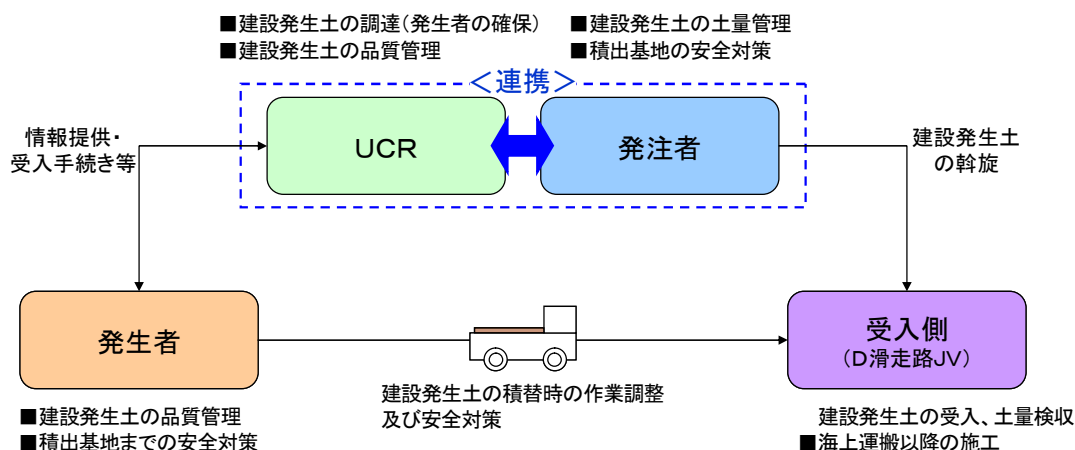 ■建設発生土の調達(発生者の確保)
■建設発生土の品質管理
■建設発生土の土量管理
■積出基地の安全対策
＜連携＞
情報提供・
受入手続き等
UCR
発注者
建設発生土
の斡旋
発生者
受入側
(D滑走路JV)
建設発生土の積替時の作業調整
及び安全対策
■建設発生土の品質管理
■積出基地までの安全対策
建設発生土の受入、土量検収
■海上運搬以降の施工